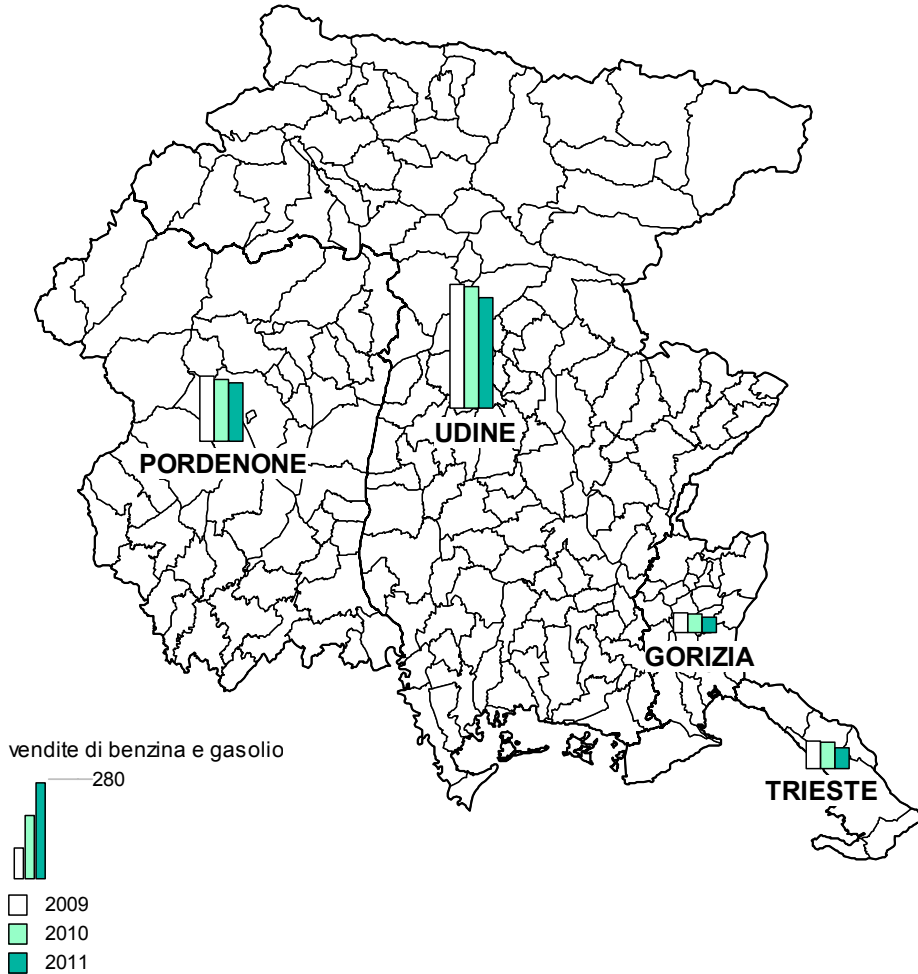 UDINE
PORDENONE
GORIZIA
TRIESTE
vendite di benzina e gasolio
280
2009
2010
2011